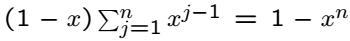 (1 − x) ∑ⁿⱼ₌₁ xʲ⁻¹ = 1 − xⁿ